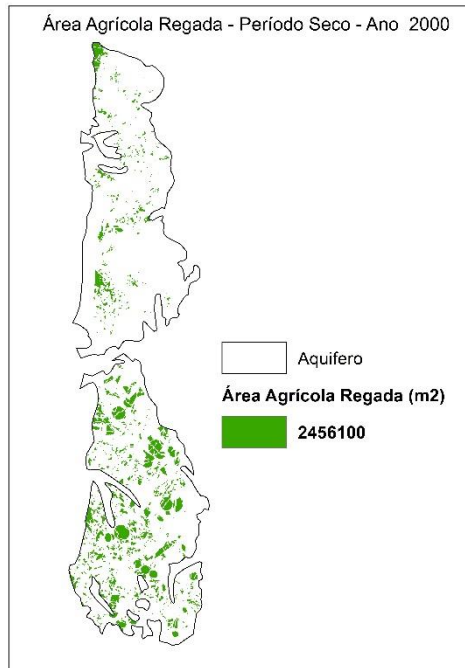 Área Agrícola Regada - Período Seco - Ano 2000
Aquifero
Área Agrícola Regada (m2)
2456100